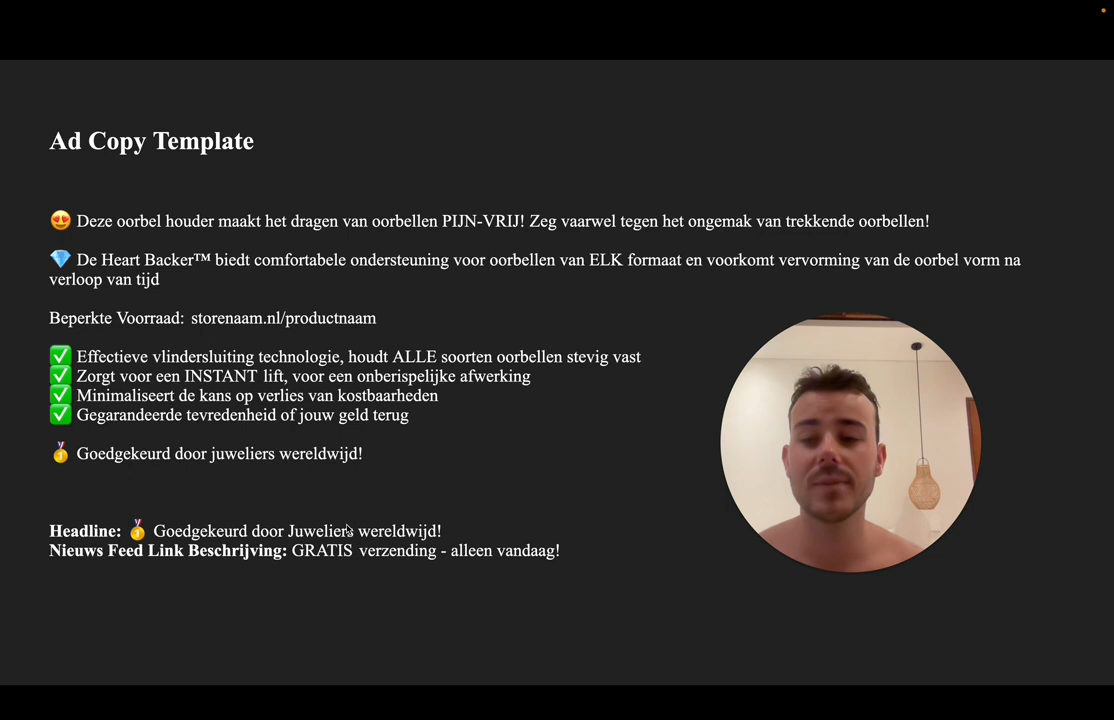 Ad Copy Template
😍 Deze oorbel houder maakt het dragen van oorbellen PIJN-VRIJ! Zeg vaarwel tegen het ongemak van trekkende oorbellen!
💎 De Heart Backer™ biedt comfortabele ondersteuning voor oorbellen van ELK formaat en voorkomt vervorming van de oorbel vorm na
verloop van tijd
Beperkte Voorraad: storenaam.nl/productnaam
✅ Effectieve vlindersluiting technologie, houdt ALLE soorten oorbellen stevig vast
✅ Zorgt voor een INSTANT lift, voor een onberispelijke afwerking
✅ Minimaliseert de kans op verlies van kostbaarheden
✅ Gegarandeerde tevredenheid of jouw geld terug
🏅 Goedgekeurd door juweliers wereldwijd!
Headline: 🏅 Goedgekeurd door Juweliers wereldwijd!
Nieuws Feed Link Beschrijving: GRATIS verzending - alleen vandaag!